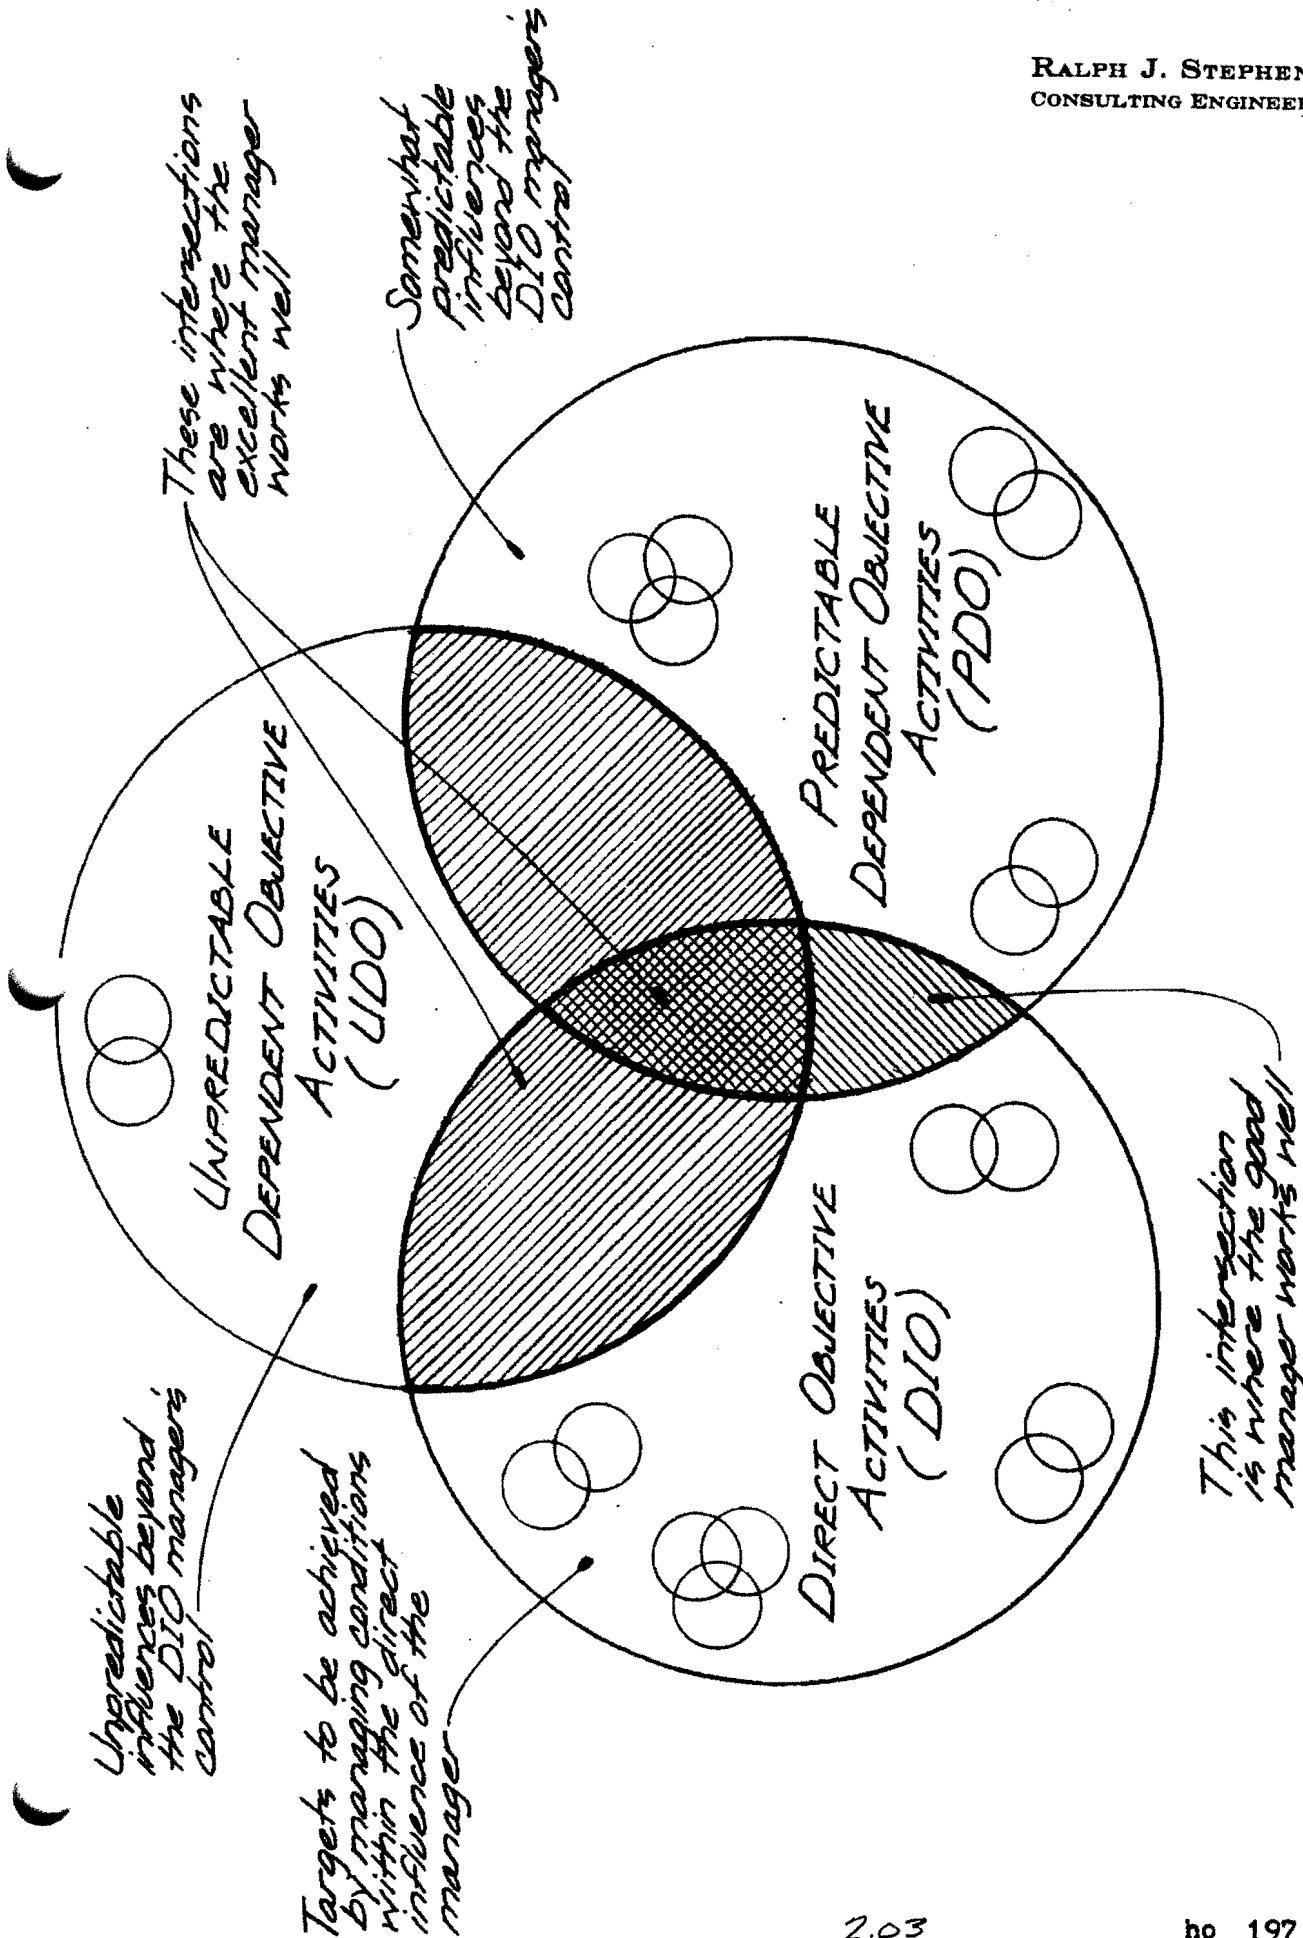 RALPH J. STEPHEN
CONSULTING ENGINEER
Unpredictable
influences beyond
the DIO manager's
control
These intersections
are where the
excellent manager
works well
Somewhat
predictable
influences
beyond the
DIO manager's
control
Targets to be achieved
by managing conditions
within the direct
influence of the
manager
UNPREDICTABLE
DEPENDENT OBJECTIVE
ACTIVITIES
(UDO)
DIRECT OBJECTIVE
ACTIVITIES
(DIO)
PREDICTABLE
DEPENDENT OBJECTIVE
ACTIVITIES
(PDO)
This intersection
is where the good
manager works well
2.03
ho 197